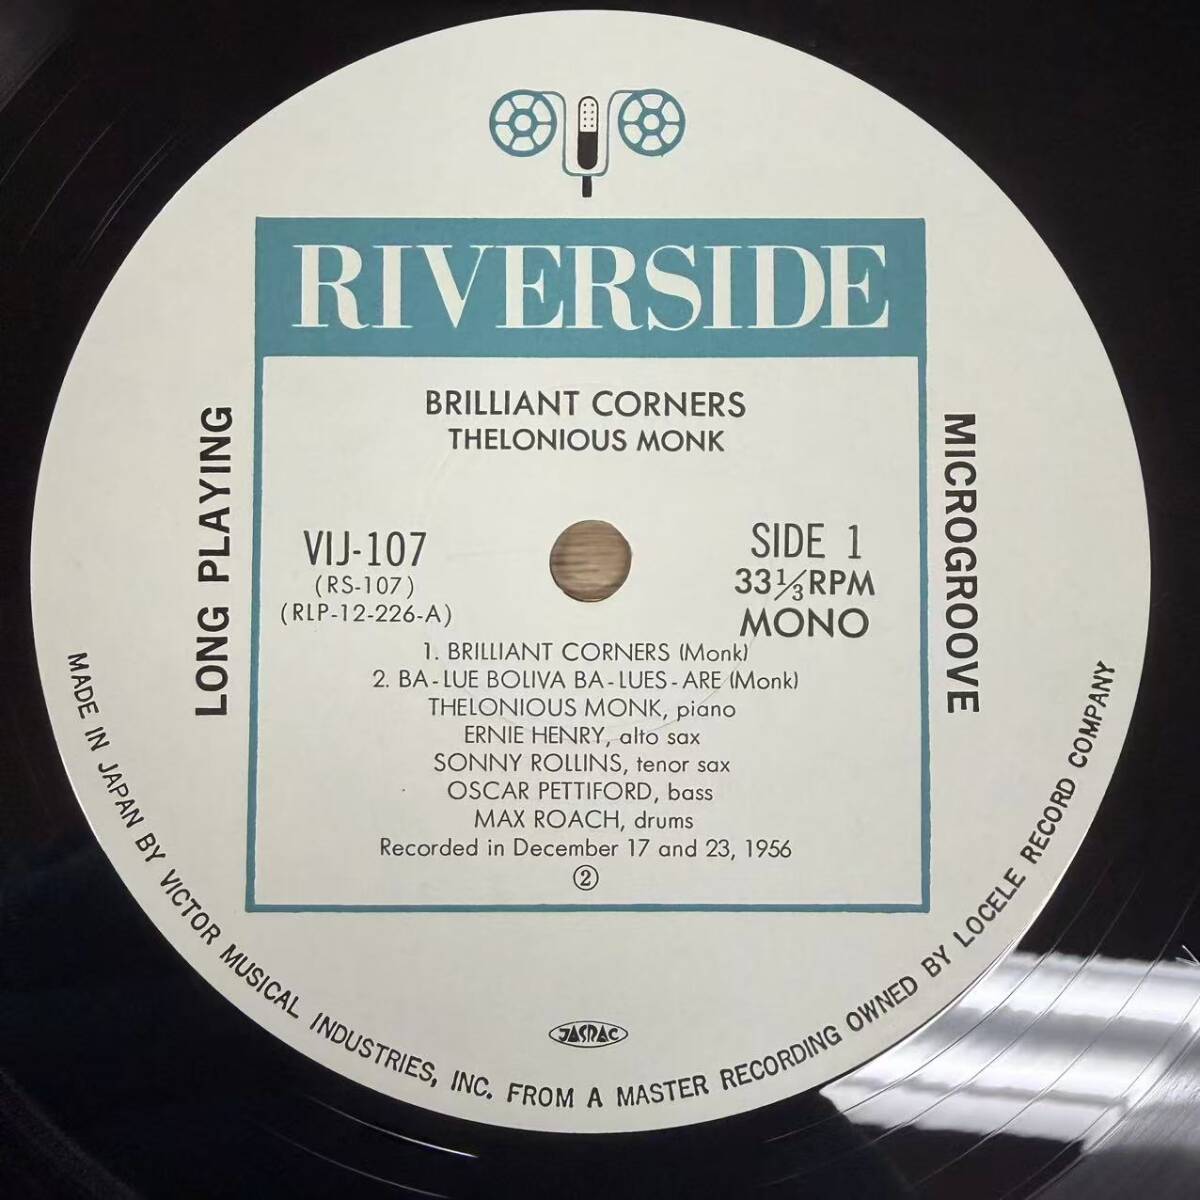 RIVERSIDE
BRILLIANT CORNERS
THELONIOUS MONK
LONG PLAYING
MICROGROOVE
VIJ-107
(RS-107)
(RLP-12-226-A)
SIDE 1
33⅓RPM
MONO
1. BRILLIANT CORNERS (Monk)
2. BA-LUE BOLIVA BA-LUES-ARE (Monk)
THELONIOUS MONK, piano
ERNIE HENRY, alto sax
SONNY ROLLINS, tenor sax
OSCAR PETTIFORD, bass
MAX ROACH, drums
Recorded in December 17 and 23, 1956
②
JASRAC
MADE IN JAPAN BY VICTOR MUSICAL INDUSTRIES, INC. FROM A MASTER RECORDING OWNED BY LOCELE RECORD COMPANY